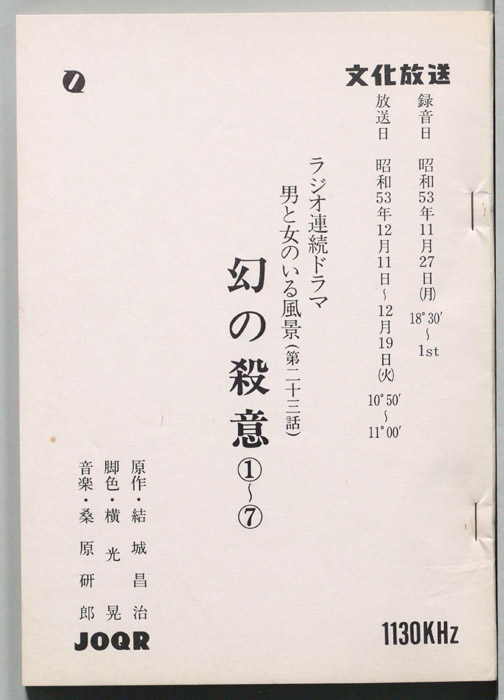 文化放送
録音日 昭和53年11月27日(月) 18°30′〜1st
放送日 昭和53年12月11日〜12月19日(火) 10°50′〜11°00′
ラジオ連続ドラマ
男と女のいる風景(第二十三話)
幻の殺意①〜⑦
原作・結城昌治
脚色・横光晃
音楽・桑原研郎
JOQR
1130KHz